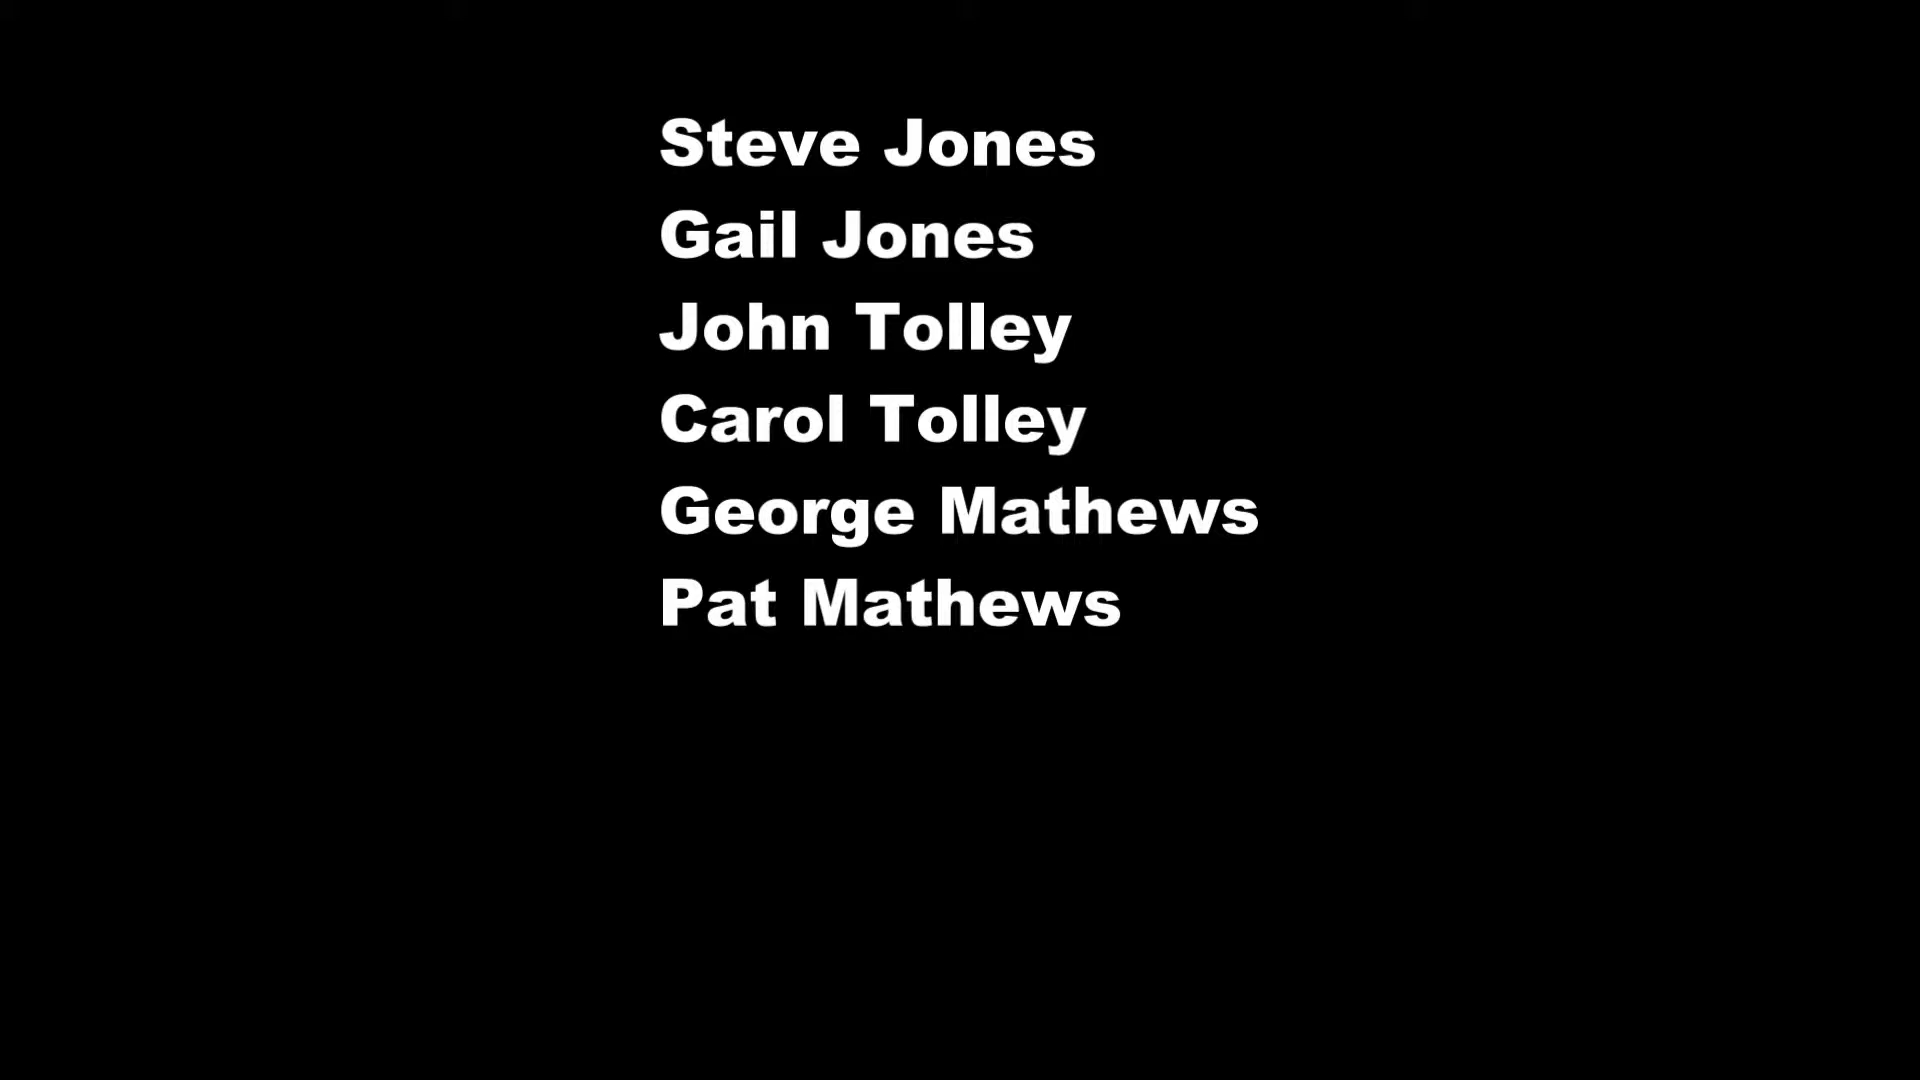 Steve Jones
Gail Jones
John Tolley
Carol Tolley
George Mathews
Pat Mathews